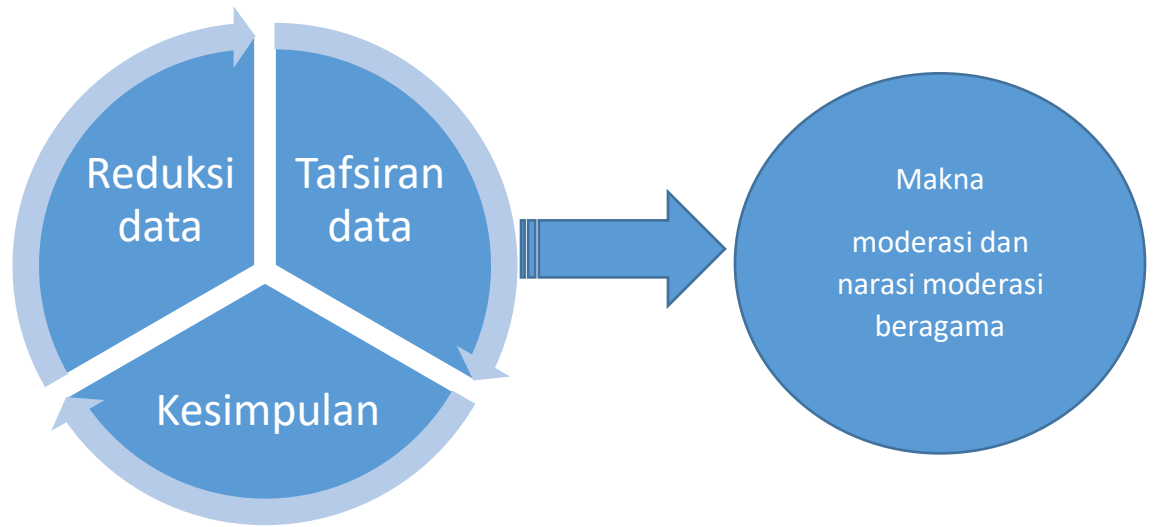 Reduksi
data
Tafsiran
data
Kesimpulan
Makna
moderasi dan
narasi moderasi
beragama